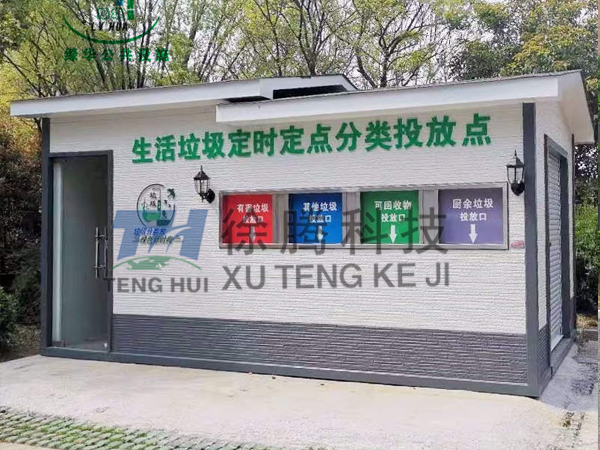 生活垃圾定时定点分类投放点
有害垃圾
投放口
其他垃圾
投放口
可回收物
投放口
厨余垃圾
投放口
徐腾科技
TENG HUI
XU TENG KE JI